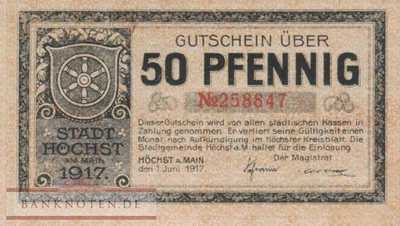 GUTSCHEIN ÜBER
50 PFENNIG
No 258647
Dieser Gutschein wird von allen städtischen Kassen in
Zahlung genommen. Er verliert seine Gültigkeit einen
Monat nach Aufkündigung im Höchster Kreisblatt. Die
Stadtgemeinde Höchst a. M. haftet für die Einlösung
HÖCHST A. MAIN
den 1 Juni 1917.
Der Magistrat
STADT
HÖCHST
AM MAIN
1917.
BANKNOTEN.DE